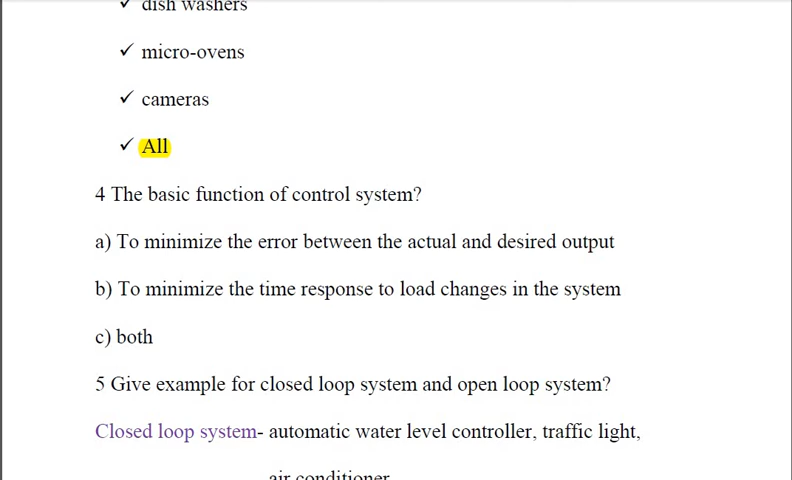 ✓ dish washers
✓ micro-ovens
✓ cameras
✓ All
4 The basic function of control system?
a) To minimize the error between the actual and desired output
b) To minimize the time response to load changes in the system
c) both
5 Give example for closed loop system and open loop system?
Closed loop system- automatic water level controller, traffic light,
air conditioner